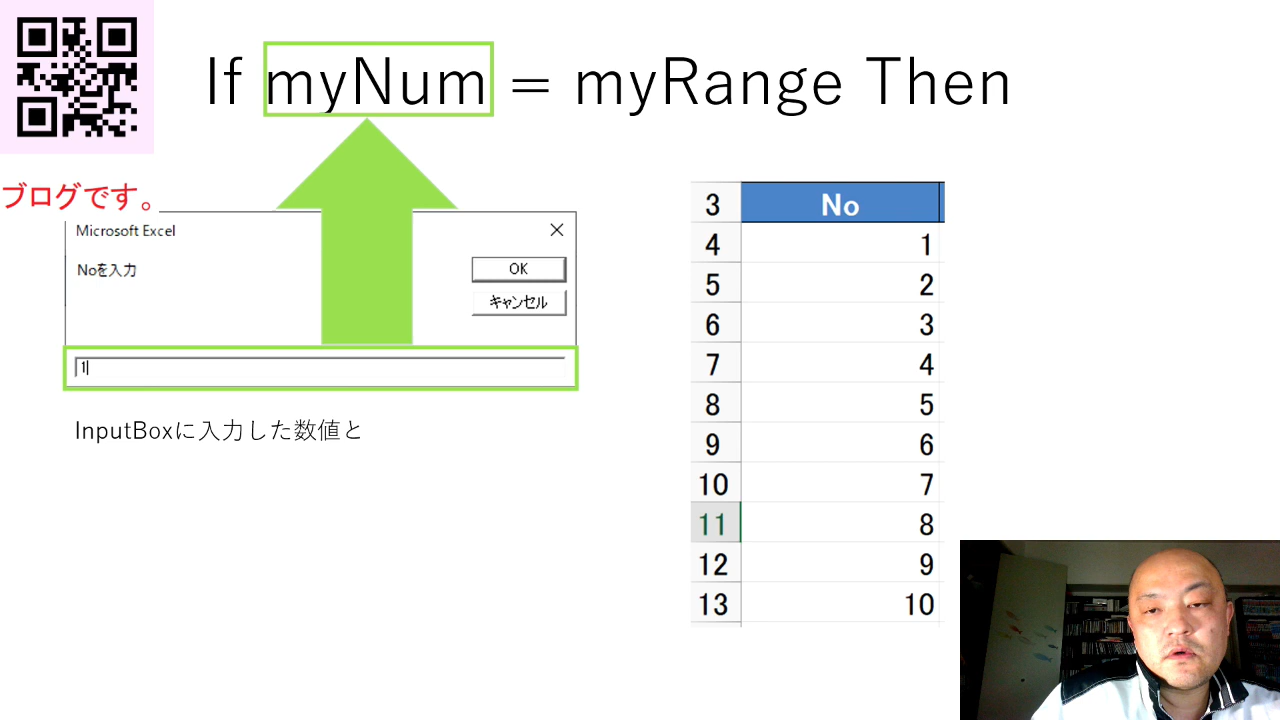 If myNum = myRange Then
ブログです。
Microsoft Excel
Noを入力
OK
キャンセル
1
InputBoxに入力した数値と
3 No
4 1
5 2
6 3
7 4
8 5
9 6
10 7
11 8
12 9
13 10